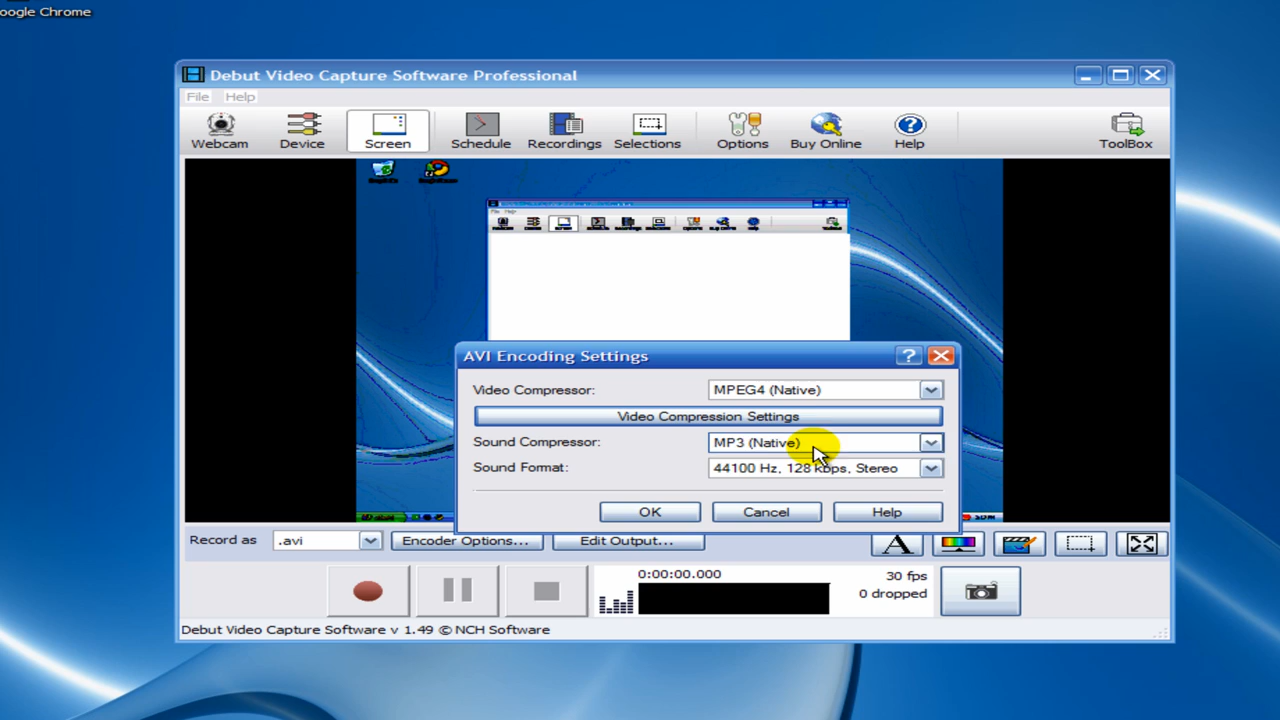 oogle Chrome
Debut Video Capture Software Professional
File Help
Webcam Device Screen Schedule Recordings Selections Options Buy Online Help ToolBox
AVI Encoding Settings
Video Compressor: MPEG4 (Native)
Video Compression Settings
Sound Compressor: MP3 (Native)
Sound Format: 44100 Hz, 128 kbps, Stereo
OK Cancel Help
Record as .avi Encoder Options... Edit Output... A
0:00:00.000 30 fps
0 dropped
Debut Video Capture Software v 1.49 © NCH Software